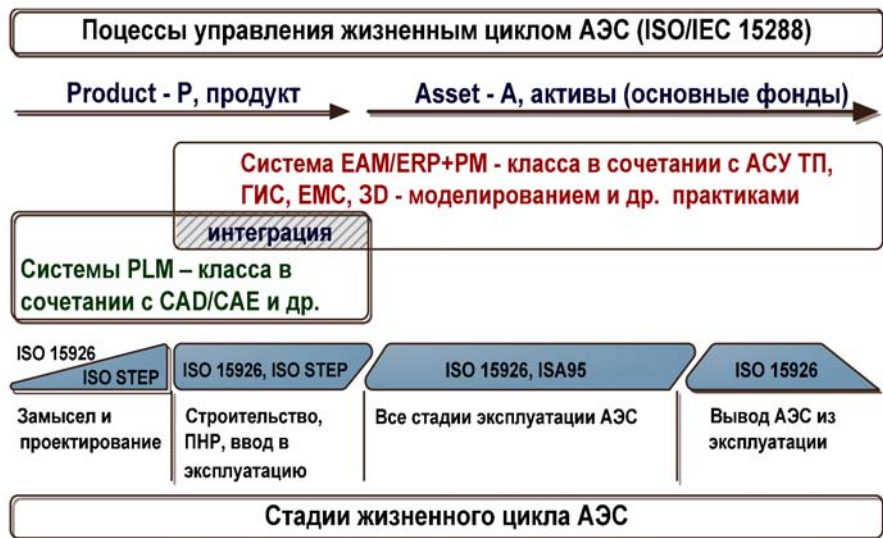 Поцессы управления жизненным циклом АЭС (ISO/IEC 15288)
Product - P, продукт
Asset - A, активы (основные фонды)
Система EAM/ERP+PM - класса в сочетании с АСУ ТП,
ГИС, ЕМС, 3D - моделированием и др. практиками
интеграция
Системы PLM – класса в
сочетании с CAD/CAE и др.
ISO 15926
ISO STEP
ISO 15926, ISO STEP
ISO 15926, ISA95
ISO 15926
Замысел и
проектирование
Строительство,
ПНР, ввод в
эксплуатацию
Все стадии эксплуатации АЭС
Вывод АЭС из
эксплуатации
Стадии жизненного цикла АЭС